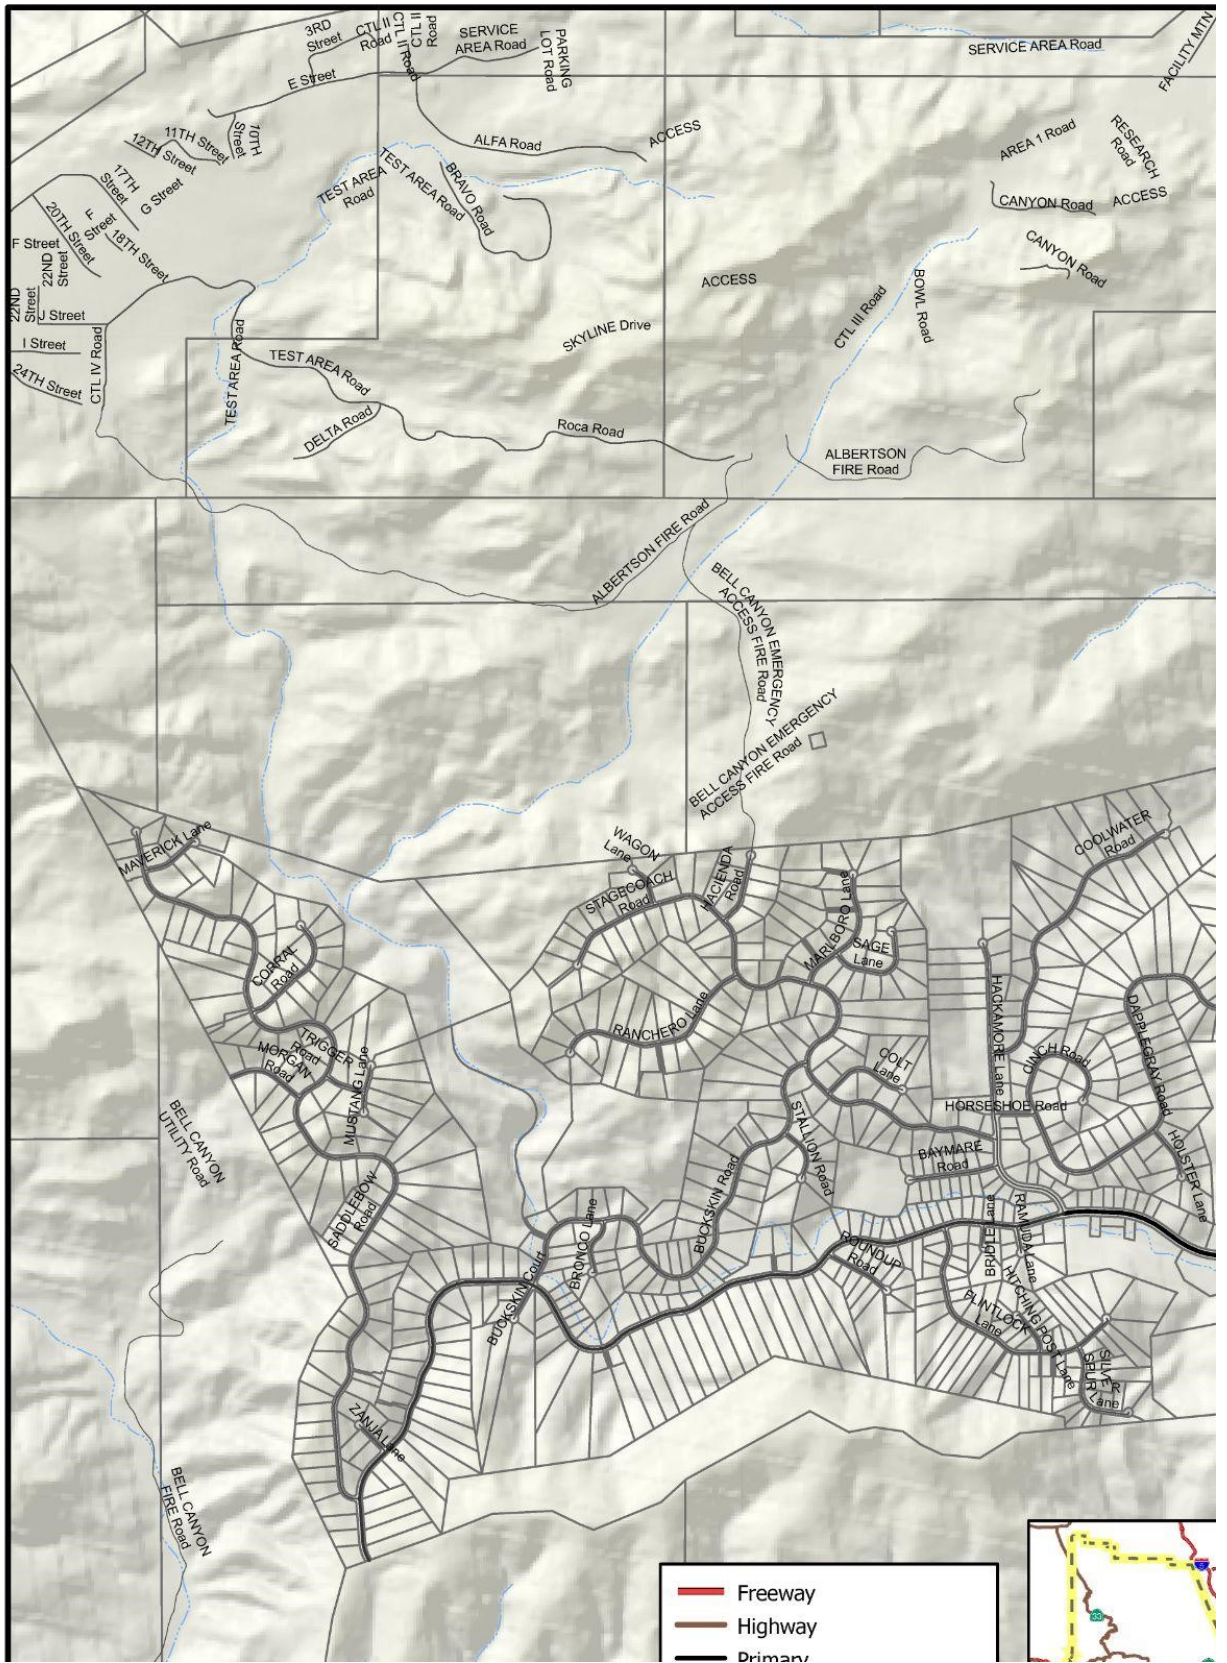 3RD
Street
CTL II
Road
CTL II Road
CTL II
Road
SERVICE
AREA Road
PARKING
LOT Road
SERVICE AREA Road
FACILITY MTN
E Street
11TH Street
12TH Street
10TH
Street
ALFA Road
ACCESS
AREA 1 Road
RESEARCH
Road
17TH
Street
G Street
TEST AREA
Road
TEST AREA Road
BRAVO Road
CANYON Road
ACCESS
F
Street
20TH Street
18TH Street
F Street
22ND
Street
CANYON Road
ACCESS
BOWL Road
CTL III Road
22ND
Street
J Street
I Street
24TH Street
CTL IV Road
TEST AREA Road
TEST AREA Road
SKYLINE Drive
DELTA Road
Roca Road
ALBERTSON
FIRE Road
ALBERTSON FIRE Road
BELL CANYON EMERGENCY
ACCESS FIRE Road
BELL CANYON EMERGENCY
ACCESS FIRE Road
MAVERICK Lane
WAGON
Lane
STAGECOACH
Road
HACIENDA
Road
COOLWATER
Road
MARLBORO Lane
SAGE
Lane
CORRAL
Road
RANCHERO Lane
HACKAMORE Lane
DAPPLEGRAY Road
TRIGGER
Road
MORGAN
Road
MUSTANG Lane
COLT
Lane
CINCH Road
HORSESHOE Road
BELL CANYON
UTILITY Road
STALLION Road
BAYMARE
Road
HOLSTER Lane
SADDLEBOW
Road
BUCKSKIN Road
BRONCO Lane
BUCKSKIN Court
ROUNDUP
Road
BRIDLE Lane
RAMUDA Lane
FLINTLOCK
Lane
HITCHING POST Lane
SILVER
SPUR Lane
ZANJA Lane
BELL CANYON
FIRE Road
Freeway
Highway
Primary
33